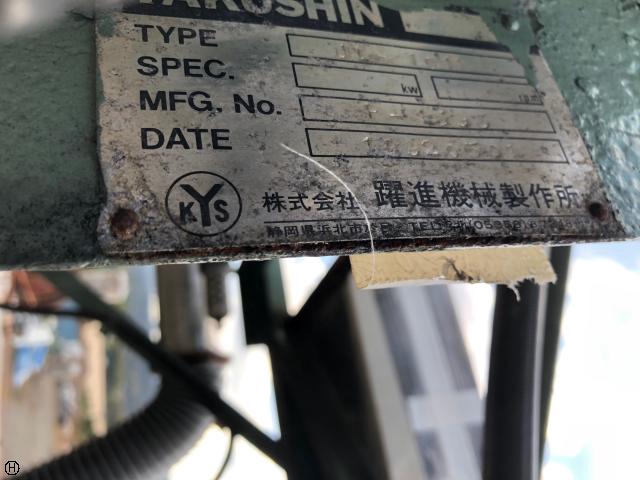 YAKUSHIN
TYPE
SPEC. kw r.p.m
MFG. No.
DATE
KYS 株式会社 躍進機械製作所
静岡県浜北市
H